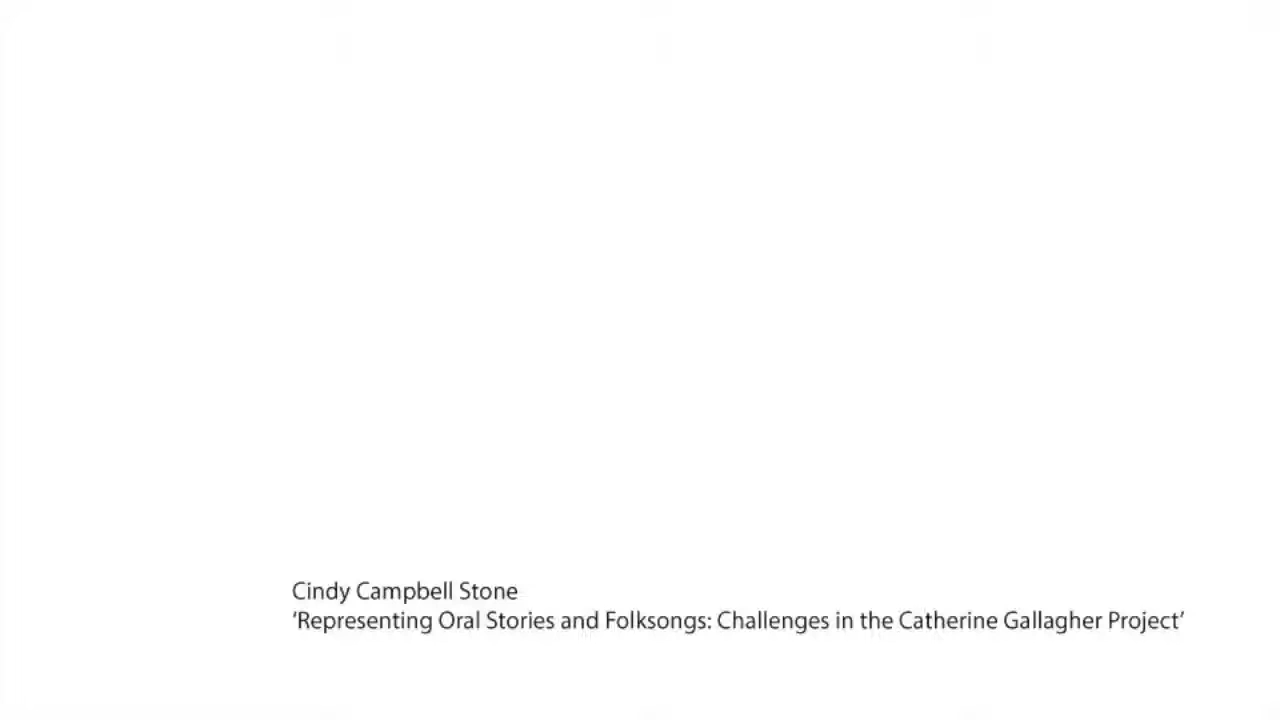 Cindy Campbell Stone
‘Representing Oral Stories and Folksongs: Challenges in the Catherine Gallagher Project’